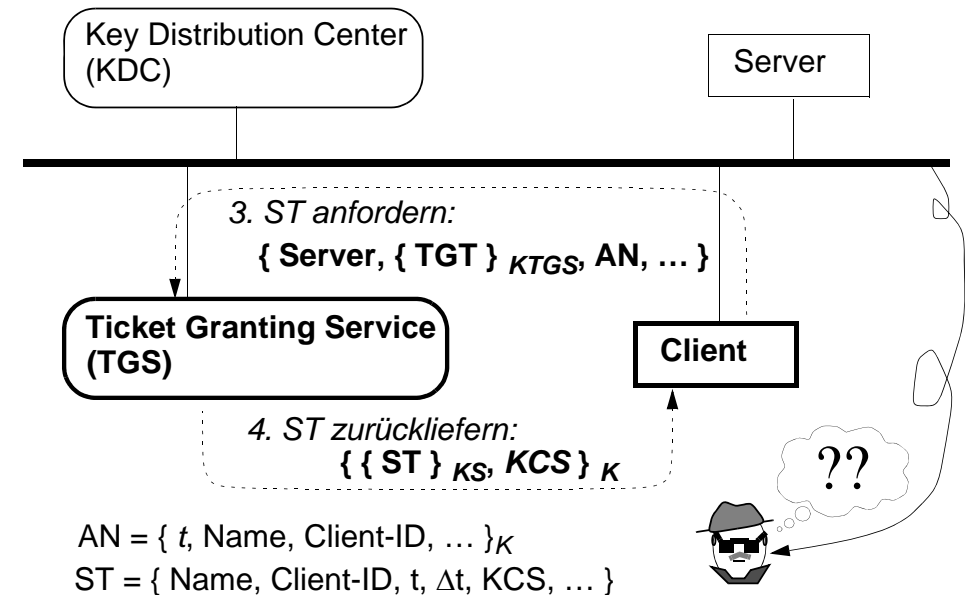 Key Distribution Center
(KDC)
Server
3. ST anfordern:
{ Server, { TGT } KTGS, AN, … }
Ticket Granting Service
(TGS)
Client
4. ST zurückliefern:
{ { ST } KS, KCS } K
??
AN = { t, Name, Client-ID, … }K
ST = { Name, Client-ID, t, Δt, KCS, … }